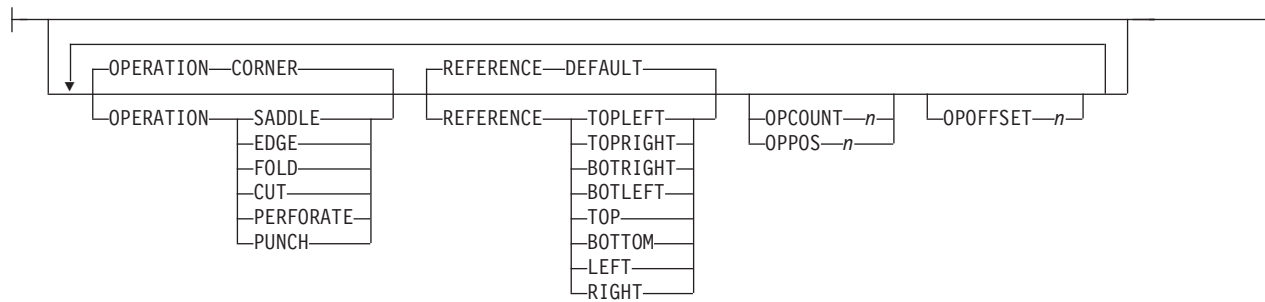 OPERATION CORNER REFERENCE DEFAULT
OPERATION SADDLE REFERENCE TOPLEFT OPCOUNT n OPOFFSET n
EDGE TOPRIGHT OPPOS n
FOLD BOTRIGHT
CUT BOTLEFT
PERFORATE TOP
PUNCH BOTTOM
LEFT
RIGHT